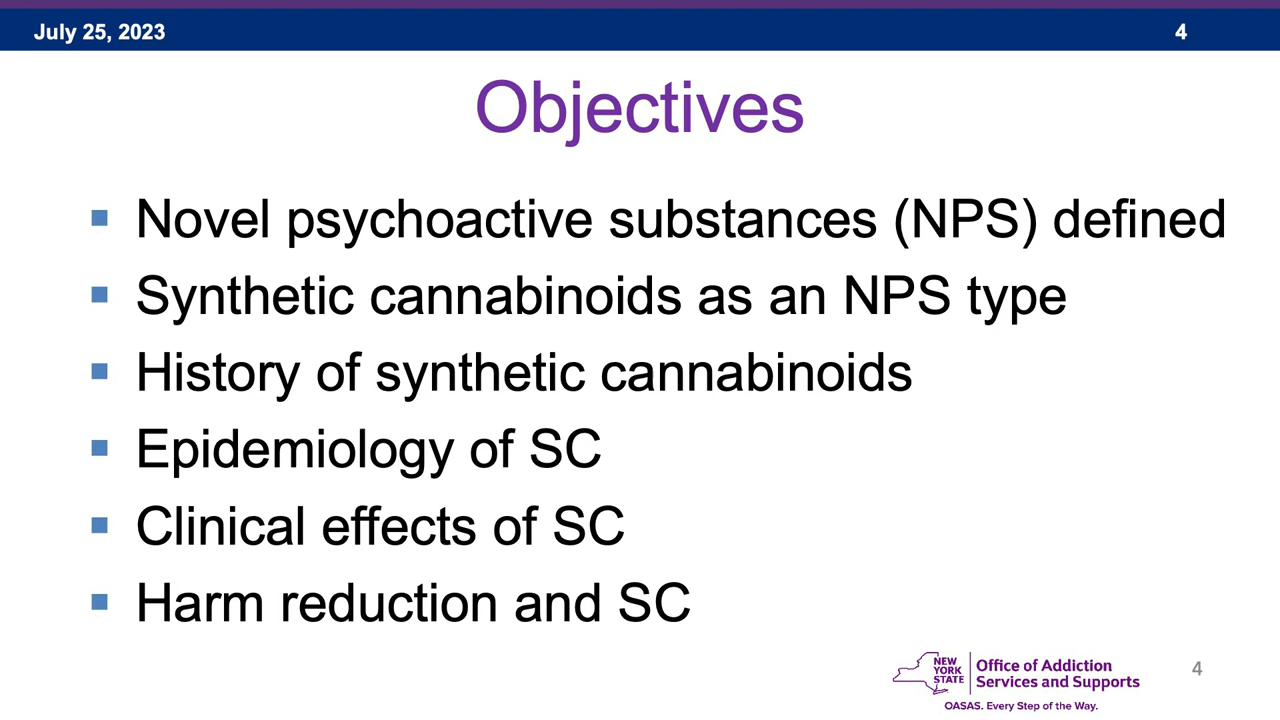 July 25, 2023
4
Objectives
Novel psychoactive substances (NPS) defined
Synthetic cannabinoids as an NPS type
History of synthetic cannabinoids
Epidemiology of SC
Clinical effects of SC
Harm reduction and SC
NEW
YORK
STATE
Office of Addiction
Services and Supports
OASAS. Every Step of the Way.
4